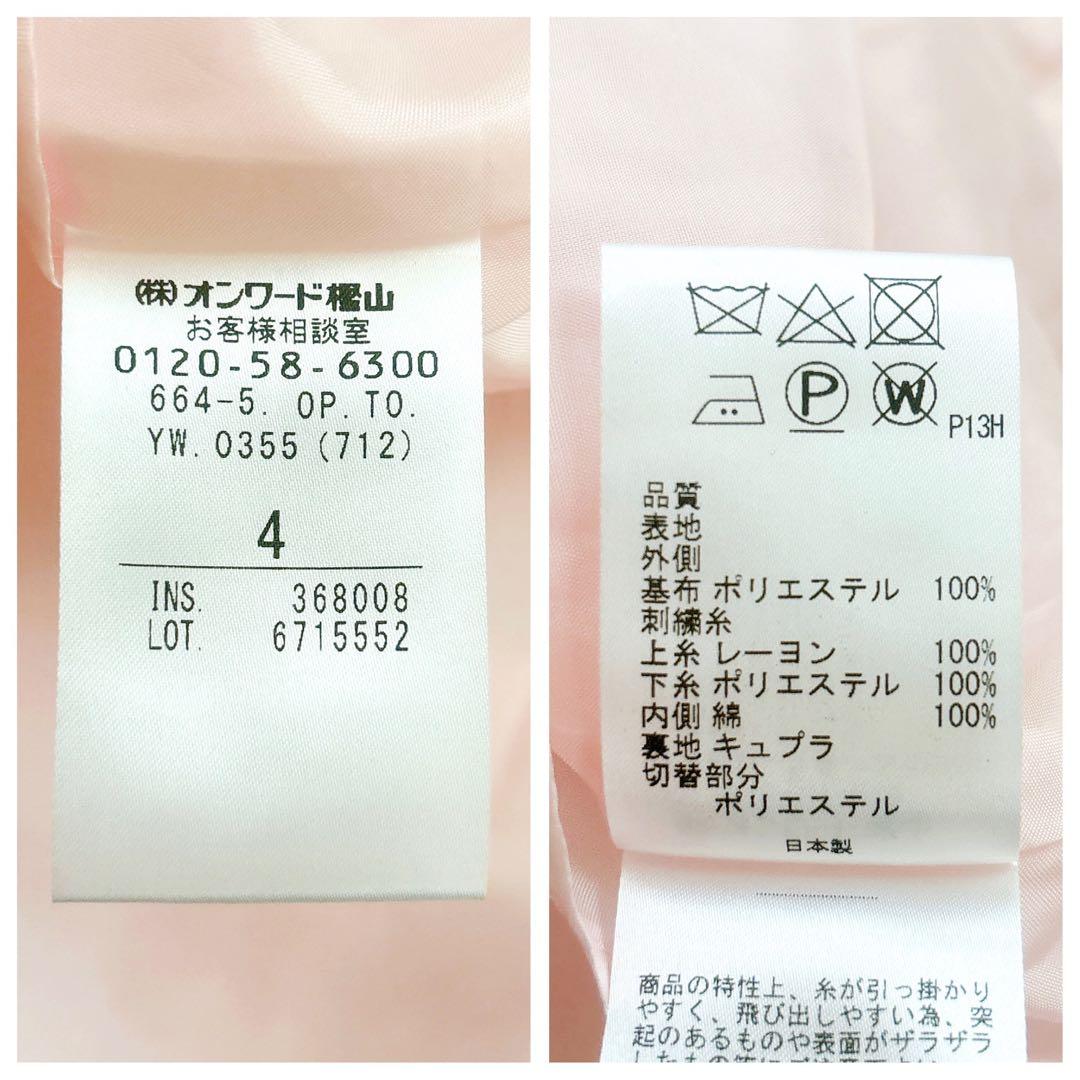 (株)オンワード樫山
お客様相談室
0120-58-6300
664-5. OP. TO.
YW. 0355 (712)
4
INS. 368008
LOT. 6715552
P
W
P13H
品質
表地
外側
基布 ポリエステル 100%
刺繍糸
上糸 レーヨン 100%
下糸 ポリエステル 100%
内側 綿 100%
裏地 キュプラ
切替部分
ポリエステル
日本製
商品の特性上、糸が引っ掛かり
やすく、飛び出しやすい為、突
起のあるものや表面がザラザラ